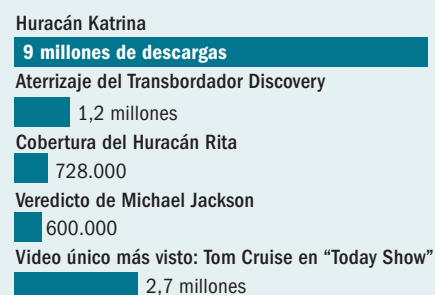 Huracán Katrina
9 millones de descargas
Aterrizaje del Transbordador Discovery
1,2 millones
Cobertura del Huracán Rita
728.000
Veredicto de Michael Jackson
600.000
Video único más visto: Tom Cruise en “Today Show”
2,7 millones